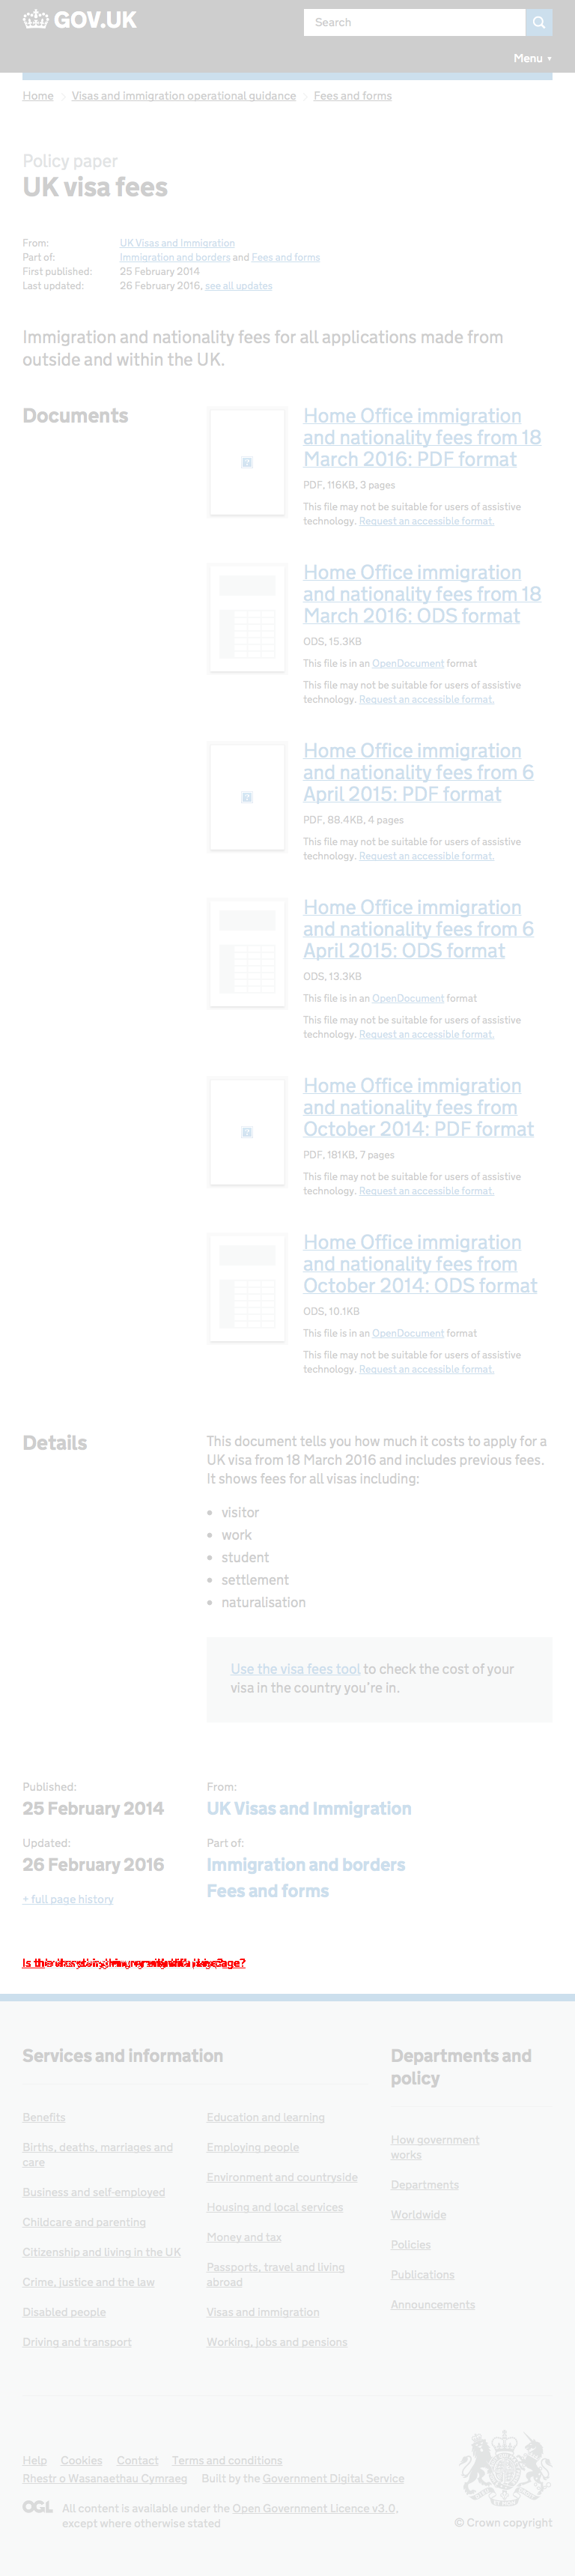 GOV.UK
Search
Menu ▼
Home Visas and immigration operational guidance Fees and forms
Policy paper
UK visa fees
From: UK Visas and Immigration
Part of: Immigration and borders and Fees and forms
First published: 25 February 2014
Last updated: 26 February 2016, see all updates
Immigration and nationality fees for all applications made from
outside and within the UK.
Documents
Home Office immigration
and nationality fees from 18
March 2016: PDF format
PDF, 116KB, 3 pages
This file may not be suitable for users of assistive
technology. Request an accessible format.
Home Office immigration
and nationality fees from 18
March 2016: ODS format
ODS, 15.3KB
This file is in an OpenDocument format
This file may not be suitable for users of assistive
technology. Request an accessible format.
Home Office immigration
and nationality fees from 6
April 2015: PDF format
PDF, 88.4KB, 4 pages
This file may not be suitable for users of assistive
technology. Request an accessible format.
Home Office immigration
and nationality fees from 6
April 2015: ODS format
ODS, 13.3KB
This file is in an OpenDocument format
This file may not be suitable for users of assistive
technology. Request an accessible format.
Home Office immigration
and nationality fees from
October 2014: PDF format
PDF, 181KB, 7 pages
This file may not be suitable for users of assistive
technology. Request an accessible format.
Home Office immigration
and nationality fees from
October 2014: ODS format
ODS, 10.1KB
This file is in an OpenDocument format
This file may not be suitable for users of assistive
technology. Request an accessible format.
Details
This document tells you how much it costs to apply for a
UK visa from 18 March 2016 and includes previous fees.
It shows fees for all visas including:
• visitor
• work
• student
• settlement
• naturalisation
Use the visa fees tool to check the cost of your
visa in the country you're in.
Published:
25 February 2014
Updated:
26 February 2016
+ full page history
From:
UK Visas and Immigration
Part of:
Immigration and borders
Fees and forms
Services and information
Benefits
Births, deaths, marriages and
care
Business and self-employed
Childcare and parenting
Citizenship and living in the UK
Crime, justice and the law
Disabled people
Driving and transport
Education and learning
Employing people
Environment and countryside
Housing and local services
Money and tax
Passports, travel and living
abroad
Visas and immigration
Working, jobs and pensions
Departments and
policy
How government
works
Departments
Worldwide
Policies
Publications
Announcements
Help Cookies Contact Terms and conditions
Rhestr o Wasanaethau Cymraeg Built by the Government Digital Service
OGL All content is available under the Open Government Licence v3.0,
except where otherwise stated
© Crown copyright